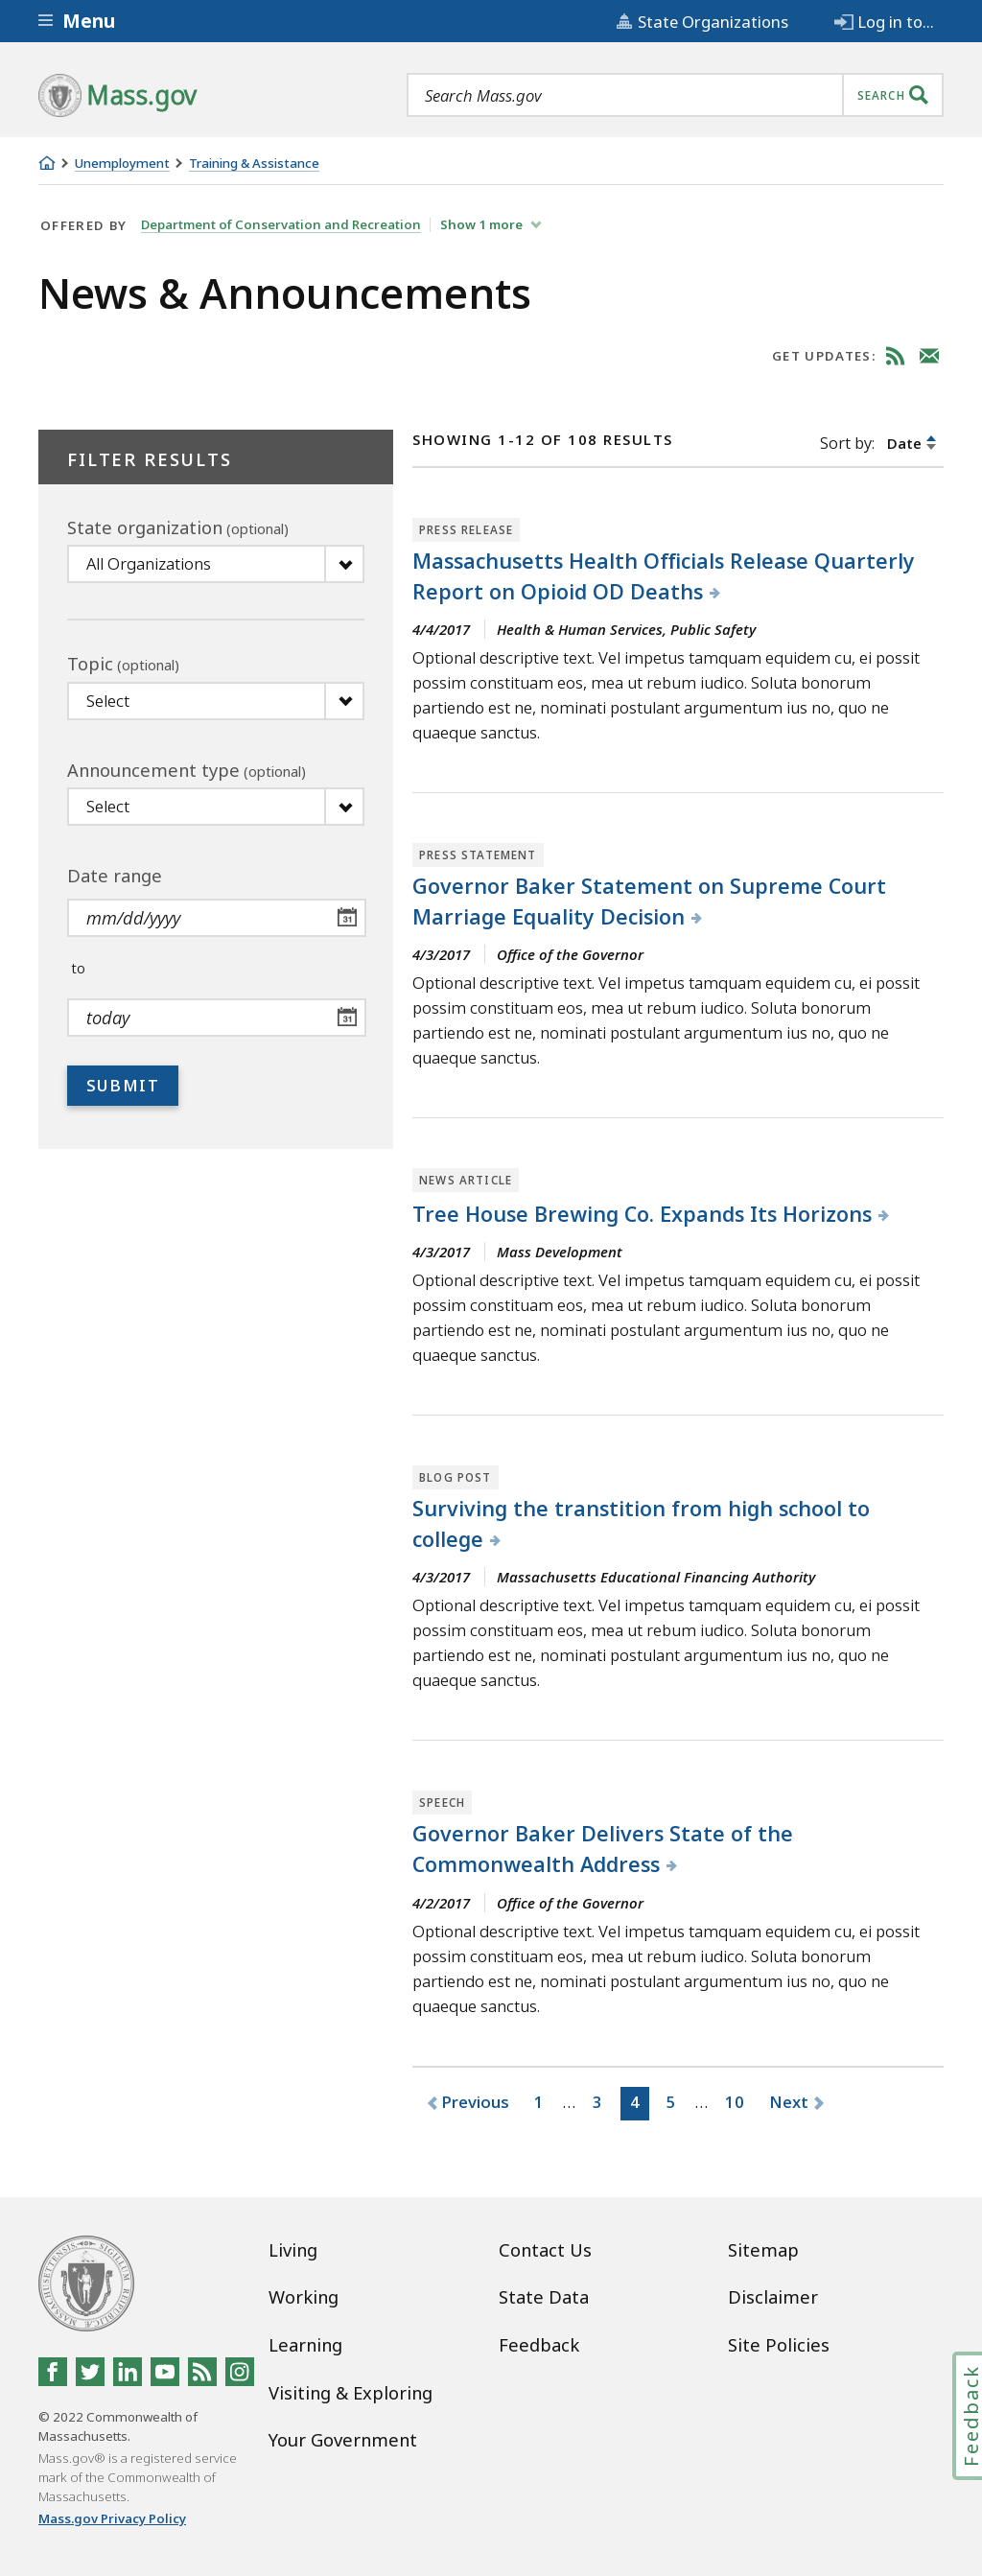 Menu
State Organizations
Log in to...
Mass.gov
Search Mass.gov
SEARCH
Unemployment
Training & Assistance
OFFERED BY
Department of Conservation and Recreation
Show 1 more
News & Announcements
GET UPDATES:
FILTER RESULTS
State organization (optional)
All Organizations
Topic (optional)
Select
Announcement type (optional)
Select
Date range
mm/dd/yyyy
31
to
today
31
SUBMIT
SHOWING 1-12 OF 108 RESULTS
Sort by: Date
PRESS RELEASE
Massachusetts Health Officials Release Quarterly
Report on Opioid OD Deaths
4/4/2017
Health & Human Services, Public Safety
Optional descriptive text. Vel impetus tamquam equidem cu, ei possit
possim constituam eos, mea ut rebum iudico. Soluta bonorum
partiendo est ne, nominati postulant argumentum ius no, quo ne
quaeque sanctus.
PRESS STATEMENT
Governor Baker Statement on Supreme Court
Marriage Equality Decision
4/3/2017
Office of the Governor
Optional descriptive text. Vel impetus tamquam equidem cu, ei possit
possim constituam eos, mea ut rebum iudico. Soluta bonorum
partiendo est ne, nominati postulant argumentum ius no, quo ne
quaeque sanctus.
NEWS ARTICLE
Tree House Brewing Co. Expands Its Horizons
4/3/2017
Mass Development
Optional descriptive text. Vel impetus tamquam equidem cu, ei possit
possim constituam eos, mea ut rebum iudico. Soluta bonorum
partiendo est ne, nominati postulant argumentum ius no, quo ne
quaeque sanctus.
BLOG POST
Surviving the transtition from high school to
college
4/3/2017
Massachusetts Educational Financing Authority
Optional descriptive text. Vel impetus tamquam equidem cu, ei possit
possim constituam eos, mea ut rebum iudico. Soluta bonorum
partiendo est ne, nominati postulant argumentum ius no, quo ne
quaeque sanctus.
SPEECH
Governor Baker Delivers State of the
Commonwealth Address
4/2/2017
Office of the Governor
Optional descriptive text. Vel impetus tamquam equidem cu, ei possit
possim constituam eos, mea ut rebum iudico. Soluta bonorum
partiendo est ne, nominati postulant argumentum ius no, quo ne
quaeque sanctus.
Previous 1 ... 3 4 5 ... 10 Next
Living
Working
Learning
Visiting & Exploring
Your Government
Contact Us
State Data
Feedback
Sitemap
Disclaimer
Site Policies
© 2022 Commonwealth of
Massachusetts.
Mass.gov® is a registered service
mark of the Commonwealth of
Massachusetts.
Mass.gov Privacy Policy
Feedback